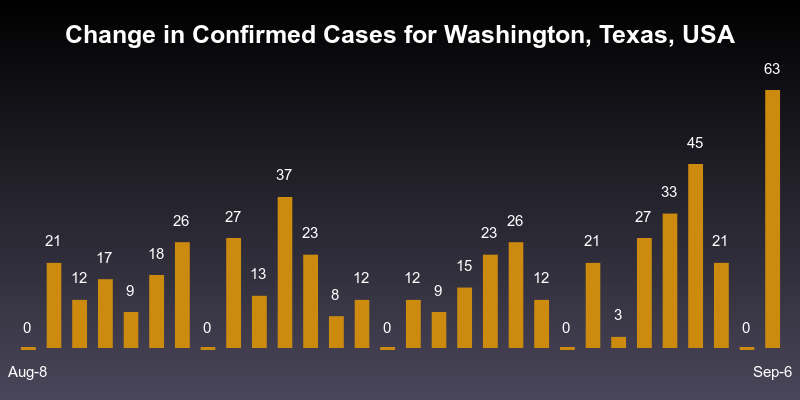 Change in Confirmed Cases for Washington, Texas, USA
0 21 12 17 9 18 26 0 27 13 37 23 8 12 0 12 9 15 23 26 12 0 21 3 27 33 45 21 0 63
Aug-8 Sep-6